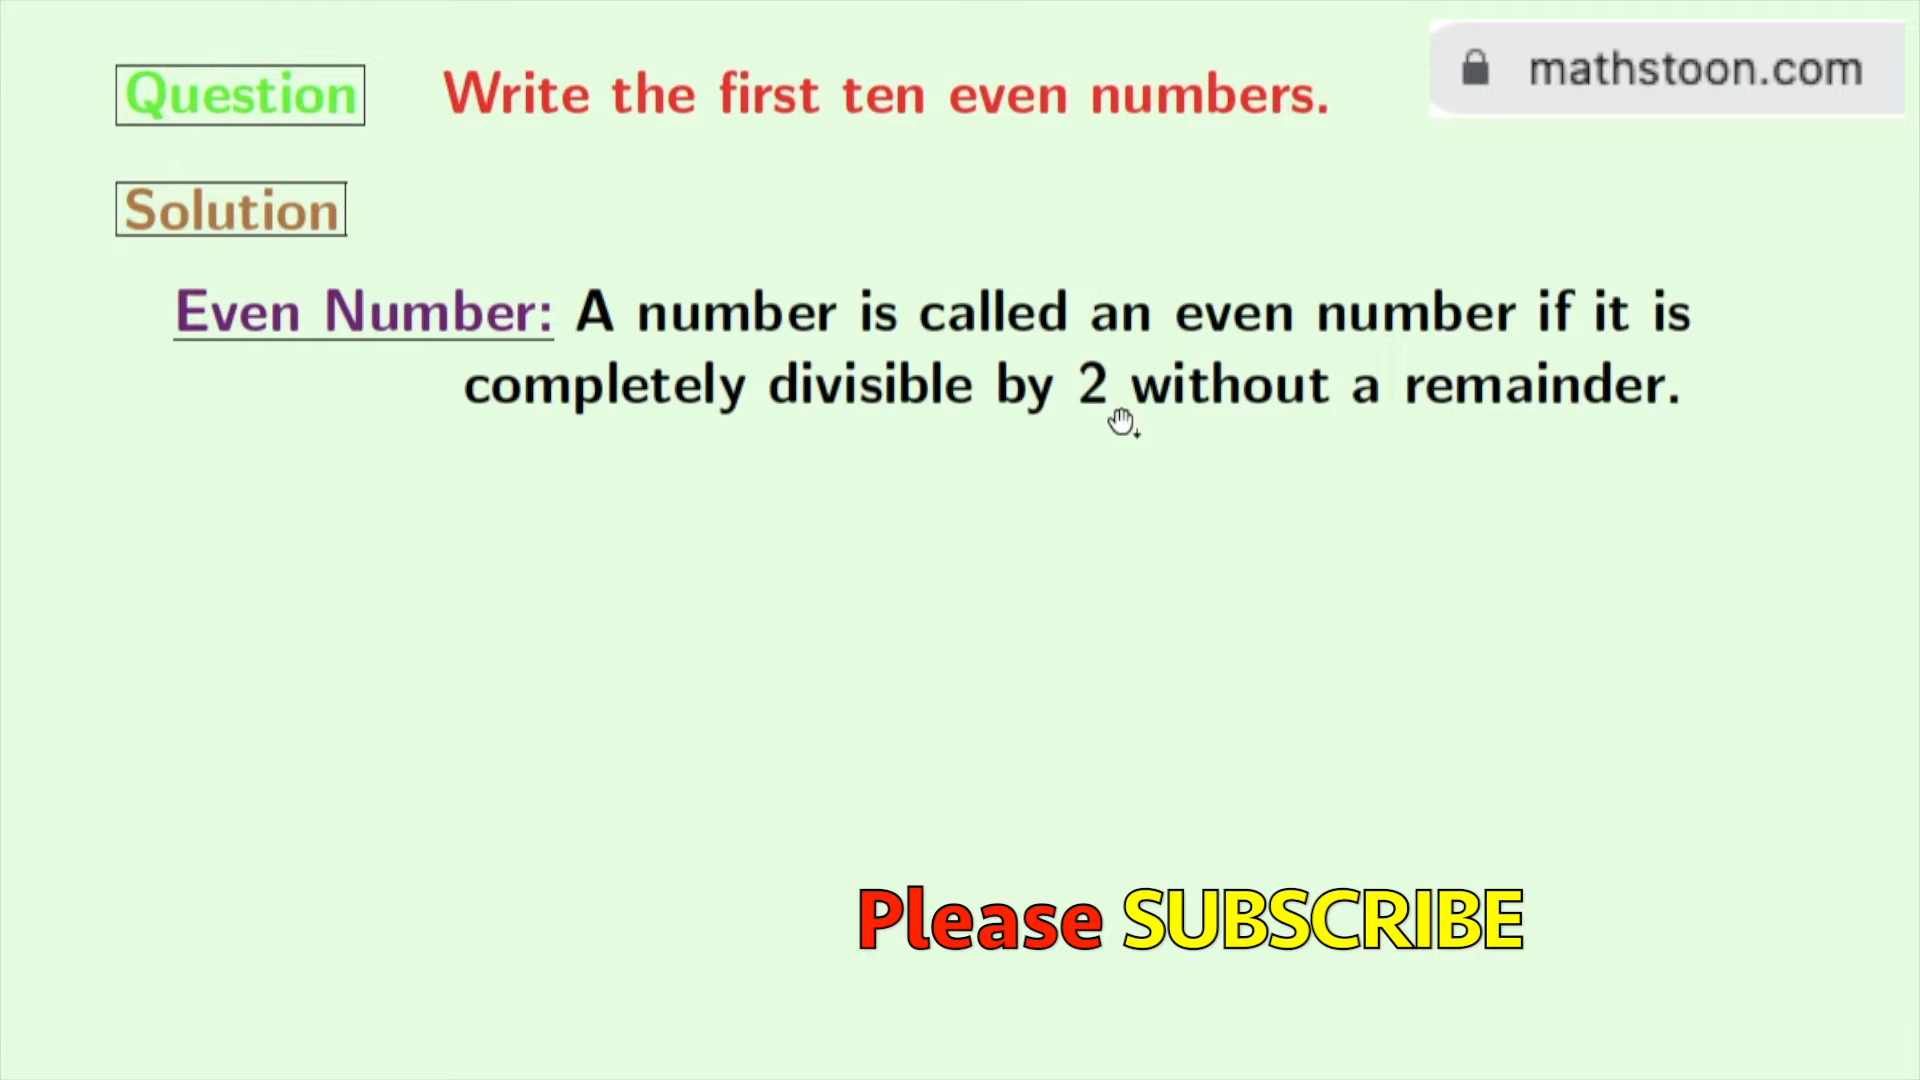 Question Write the first ten even numbers.
mathstoon.com
Solution
Even Number: A number is called an even number if it is
completely divisible by 2 without a remainder.
Please SUBSCRIBE